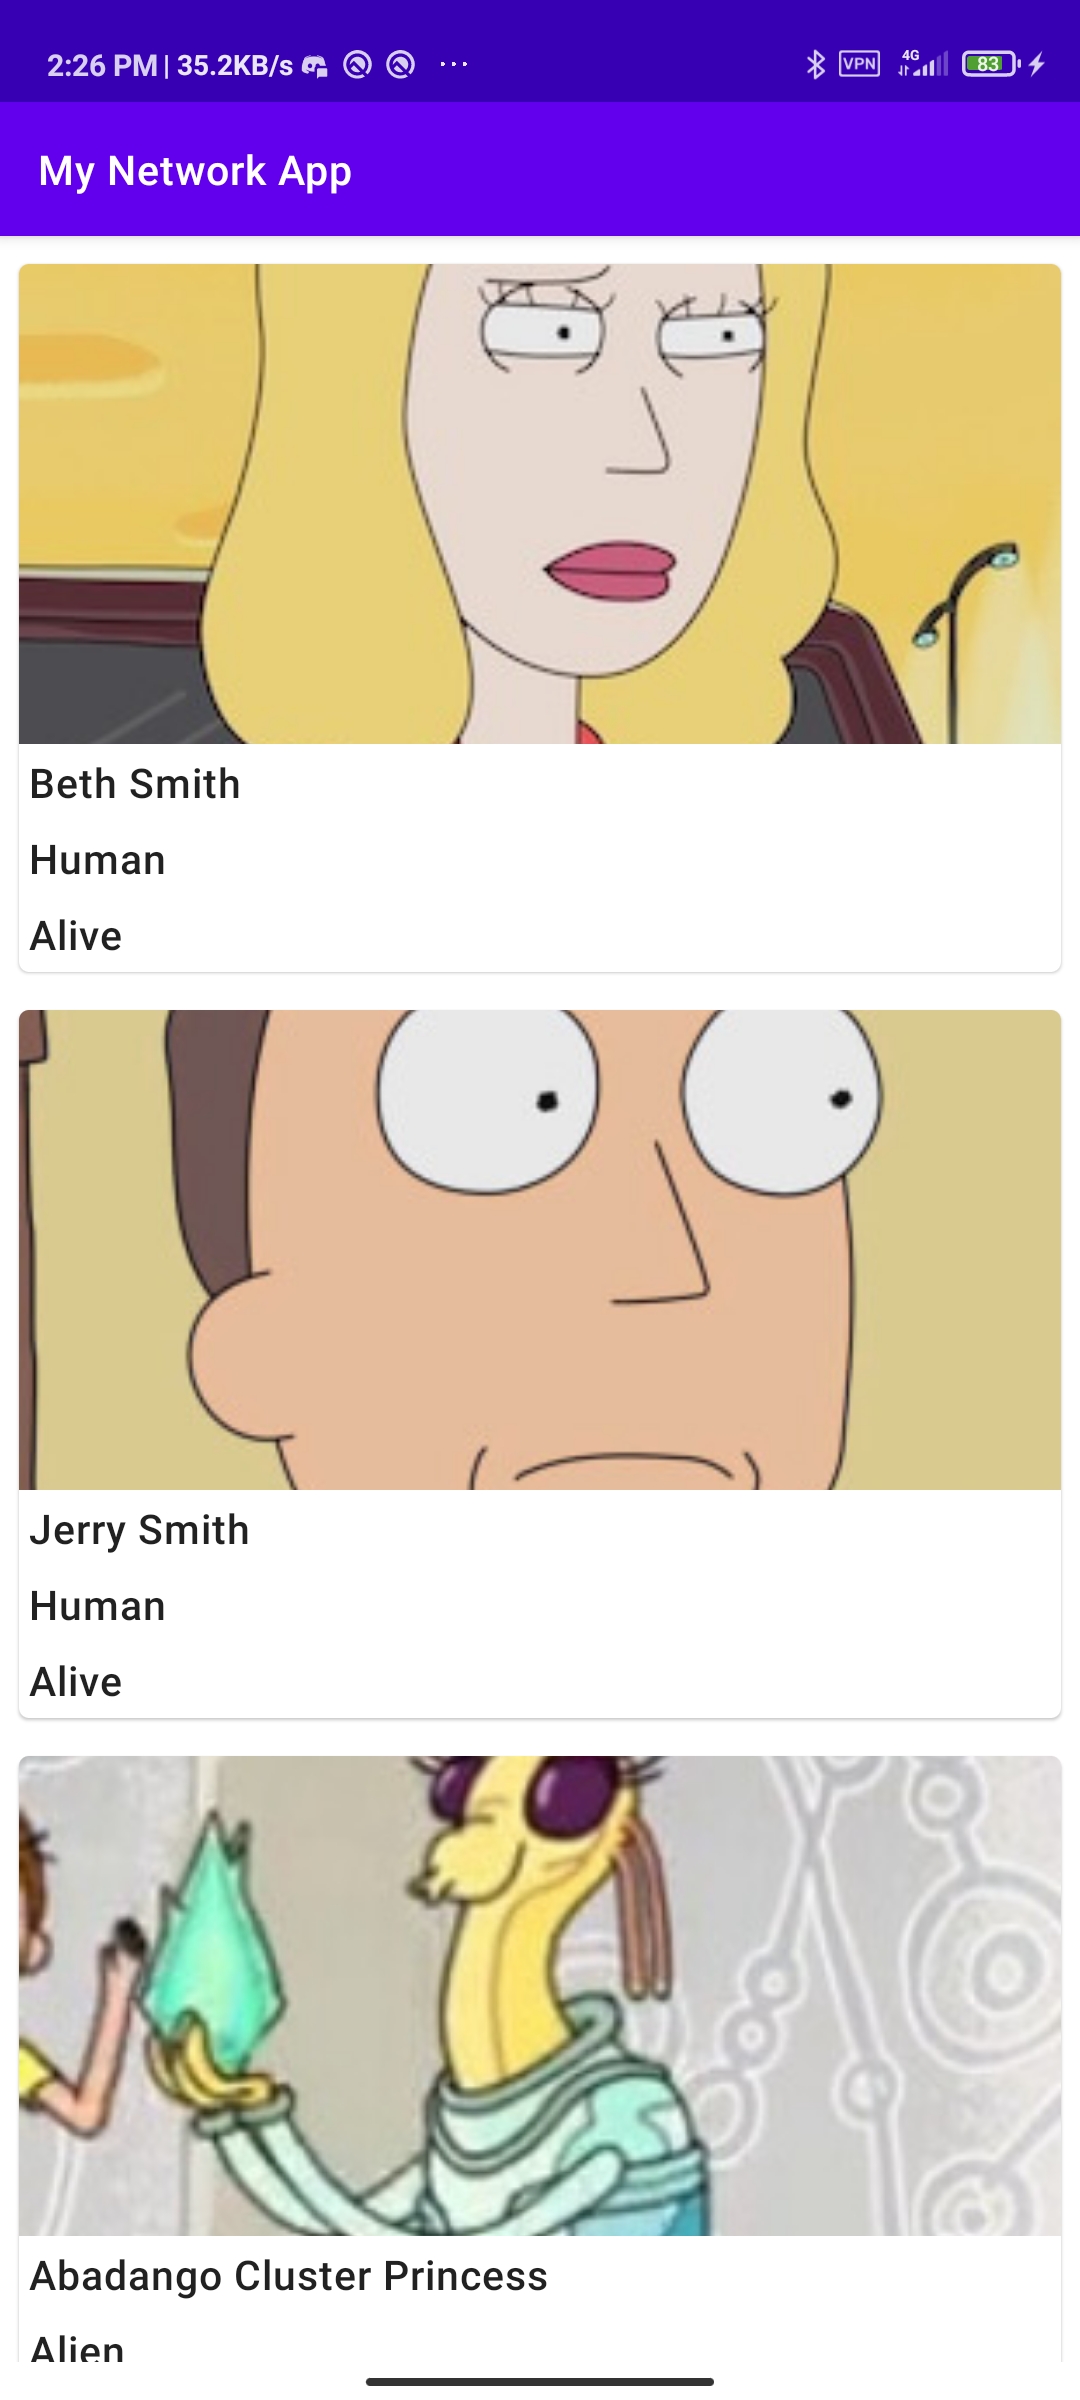 2:26 PM | 35.2KB/s ... VPN 4G 83
My Network App
Beth Smith
Human
Alive
Jerry Smith
Human
Alive
Abadango Cluster Princess
Alien